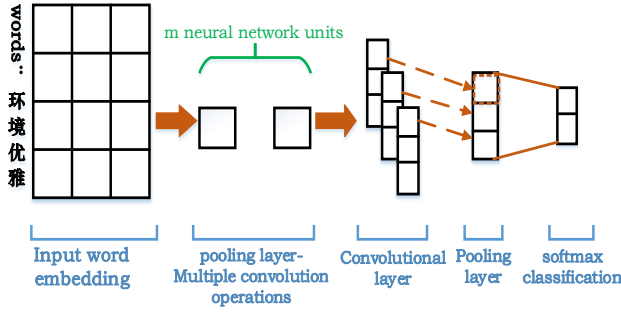 words" 环境优雅
m neural network units
Input word
embedding
pooling layer-
Multiple convolution
operations
Convolutional
layer
Pooling
layer
softmax
classification